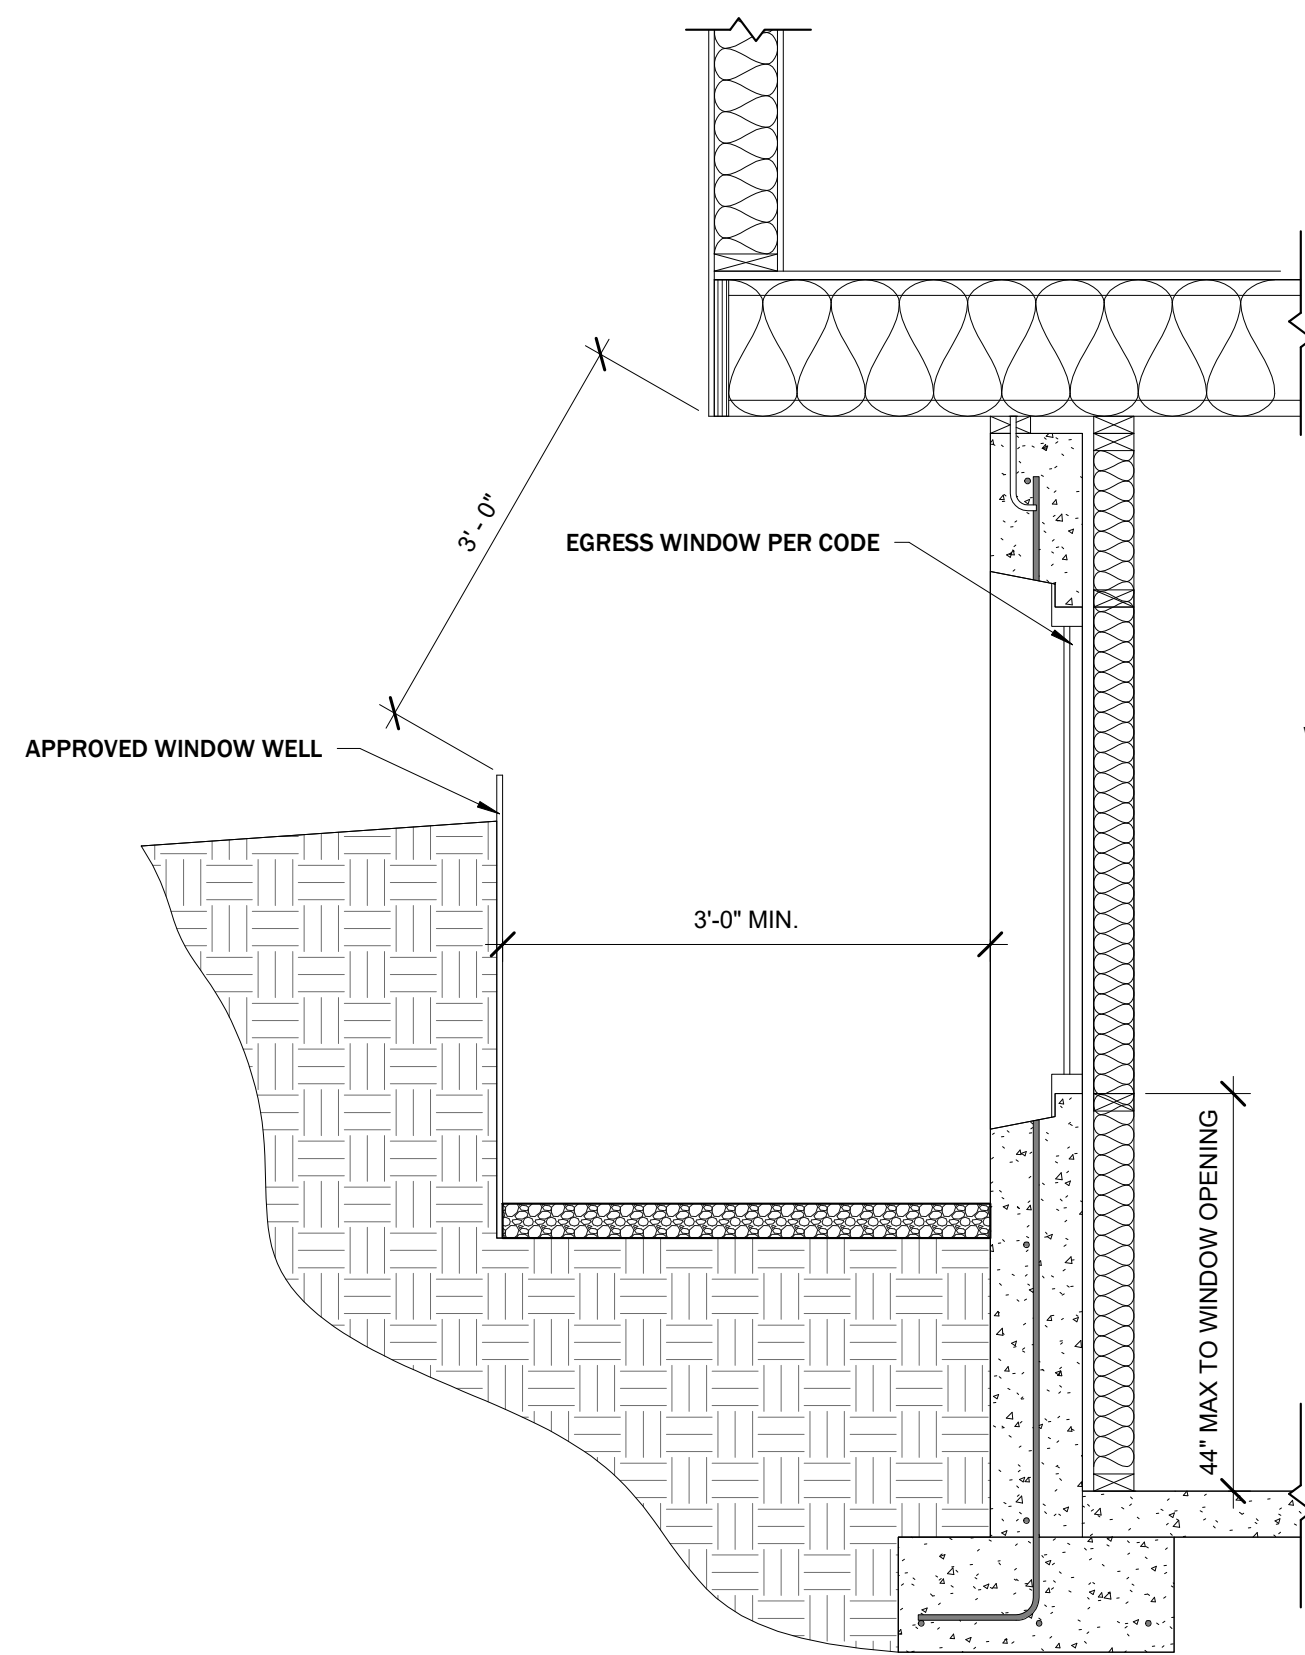 3' - 0"
EGRESS WINDOW PER CODE
APPROVED WINDOW WELL
3'-0" MIN.
44" MAX TO WINDOW OPENING